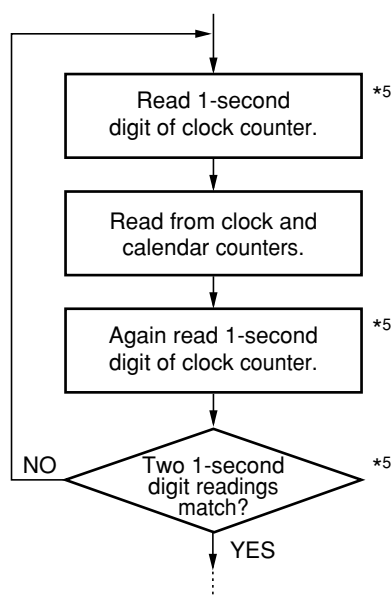 Read 1-second
digit of clock counter.
*5
Read from clock and
calendar counters.
Again read 1-second
digit of clock counter.
*5
Two 1-second
digit readings
match?
*5
NO
YES